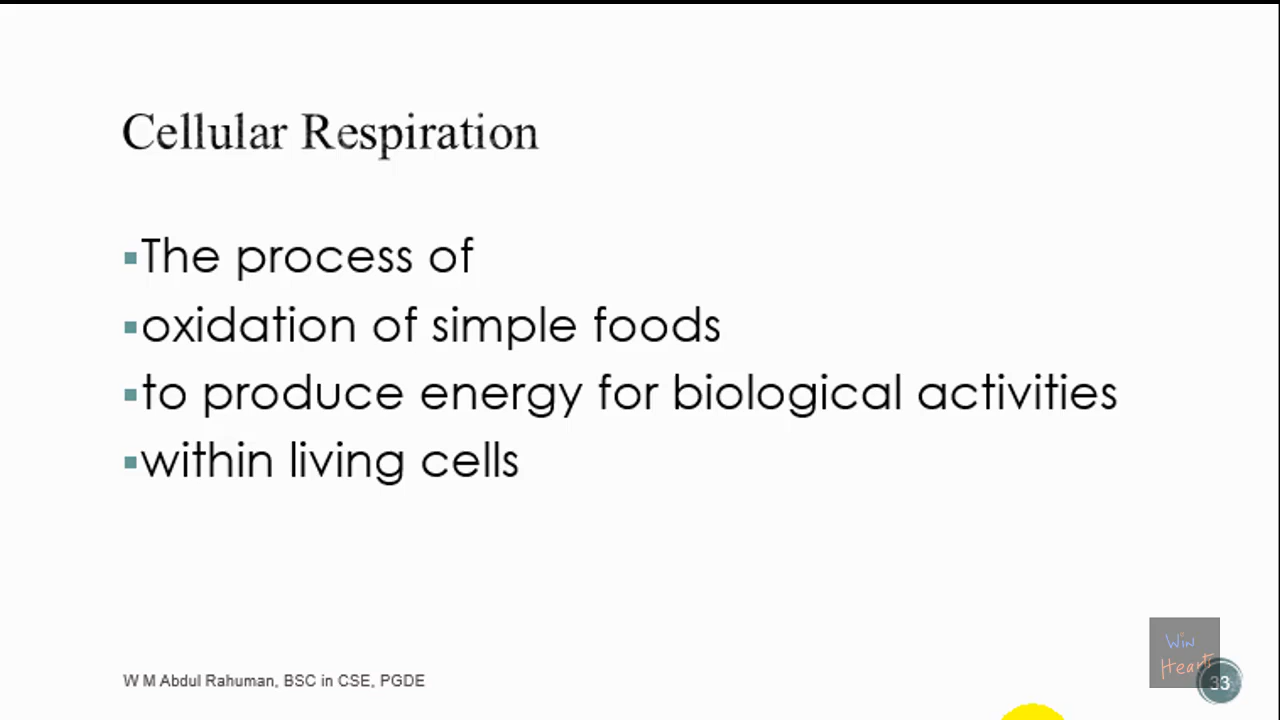 Cellular Respiration
▪The process of
▪oxidation of simple foods
▪to produce energy for biological activities
▪within living cells
Win
Hearts
W M Abdul Rahuman, BSC in CSE, PGDE
33